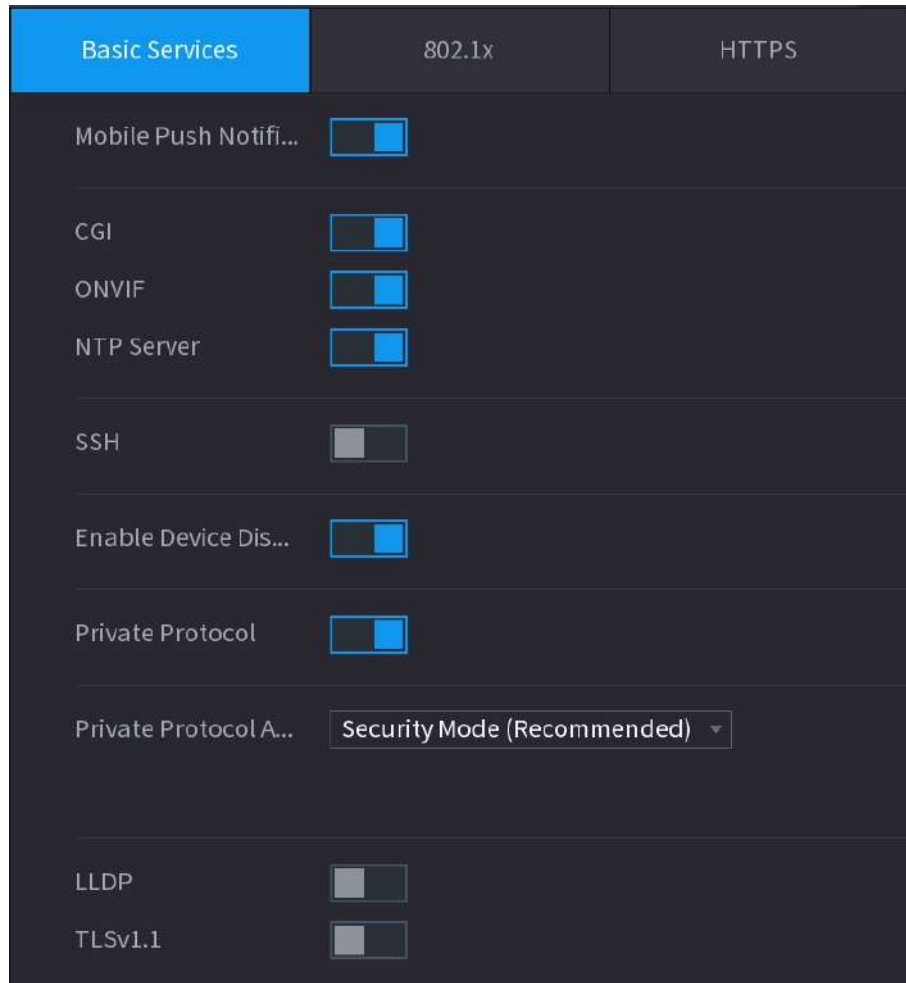 Basic Services 802.1x HTTPS
Mobile Push Notifi...
CGI
ONVIF
NTP Server
SSH
Enable Device Dis...
Private Protocol
Private Protocol A... Security Mode (Recommended)
LLDP
TLSv1.1